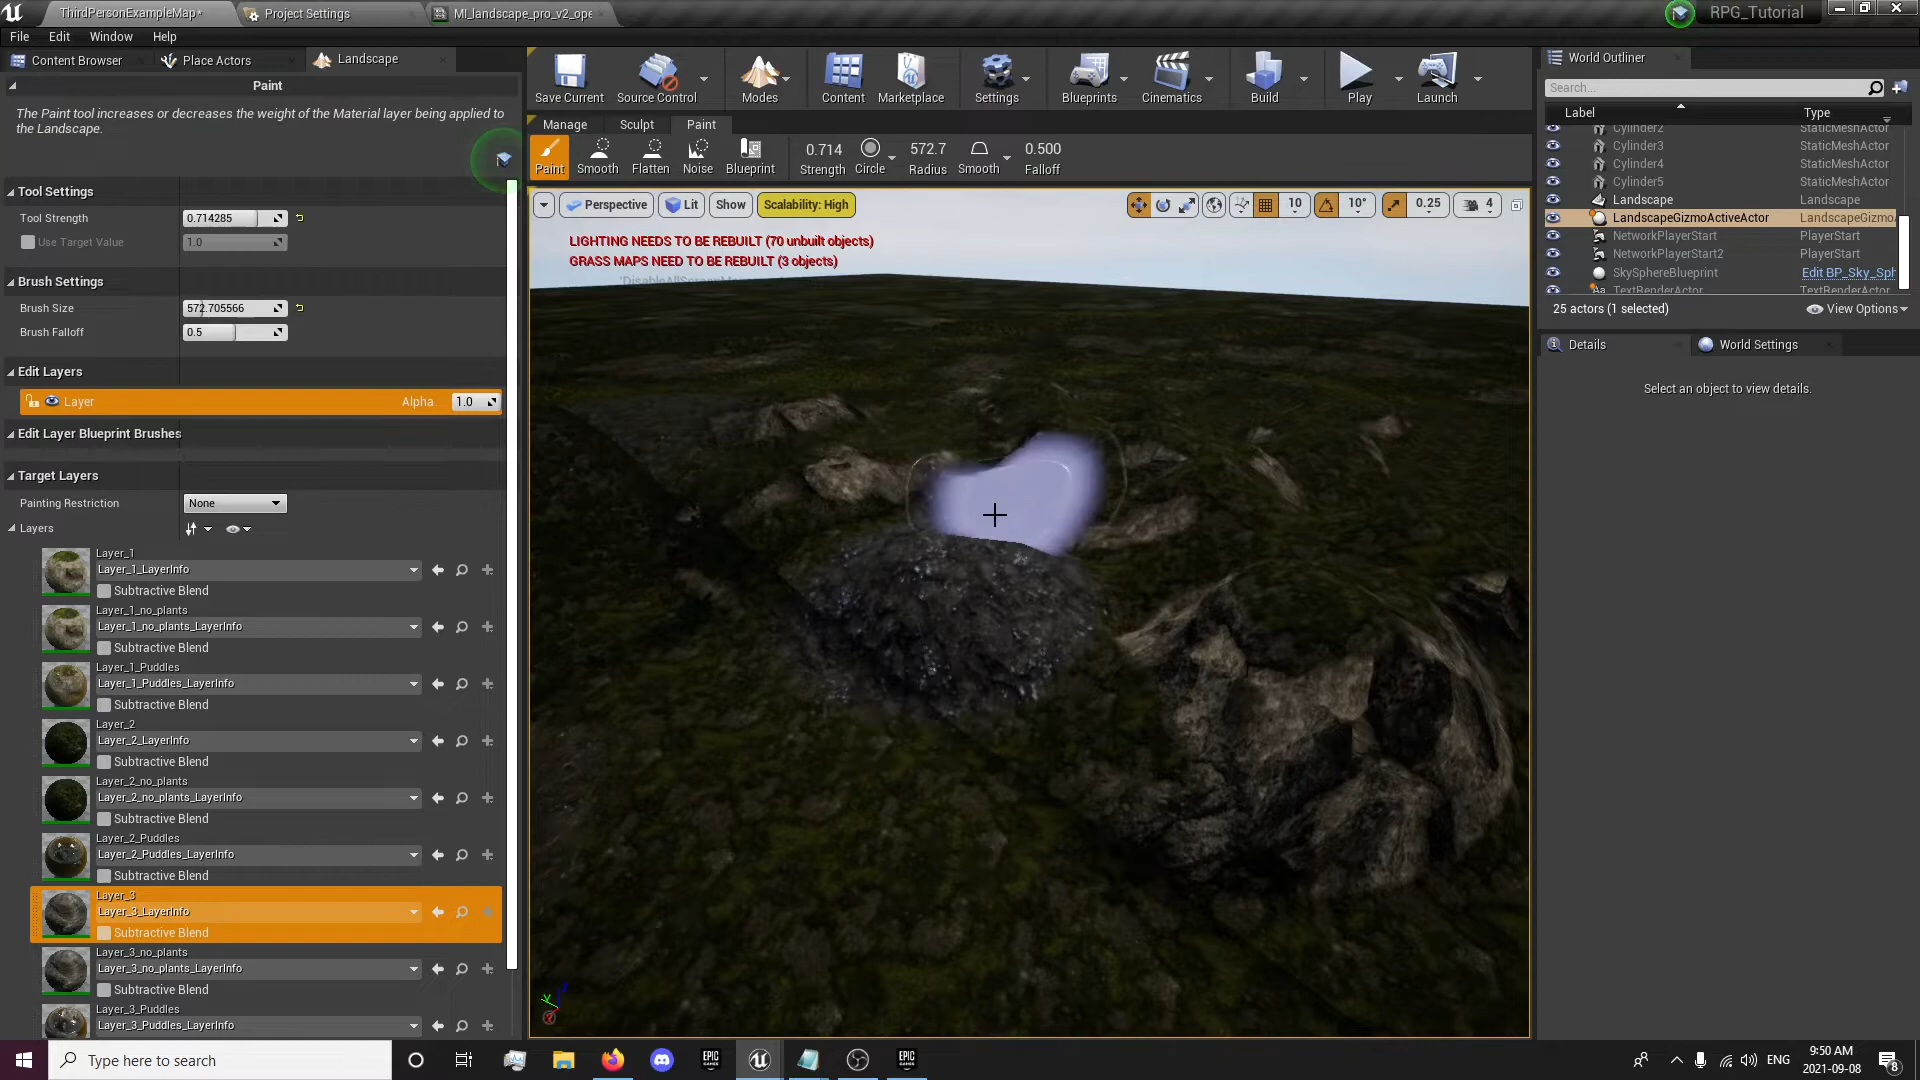 ThirdPersonExampleMap*
Project Settings
MI_landscape_pro_v2_ope
RPG_Tutorial
File Edit Window Help
Content Browser
Place Actors
Landscape
Paint
The Paint tool increases or decreases the weight of the Material layer being applied to
the Landscape.
Tool Settings
Tool Strength 0.714285
Use Target Value 1.0
Brush Settings
Brush Size 572.705566
Brush Falloff 0.5
Edit Layers
Layer Alpha 1.0
Edit Layer Blueprint Brushes
Target Layers
Painting Restriction None
Layers
Layer_1
Layer_1_LayerInfo
Subtractive Blend
Layer_1_no_plants
Layer_1_no_plants_LayerInfo
Subtractive Blend
Layer_1_Puddles
Layer_1_Puddles_LayerInfo
Subtractive Blend
Layer_2
Layer_2_LayerInfo
Subtractive Blend
Layer_2_no_plants
Layer_2_no_plants_LayerInfo
Subtractive Blend
Layer_2_Puddles
Layer_2_Puddles_LayerInfo
Subtractive Blend
Layer_3
Layer_3_LayerInfo
Subtractive Blend
Layer_3_no_plants
Layer_3_no_plants_LayerInfo
Subtractive Blend
Layer_3_Puddles
Layer_3_Puddles_LayerInfo
Save Current
Source Control
Modes
Content
Marketplace
Settings
Blueprints
Cinematics
Build
Play
Launch
Manage Sculpt Paint
Paint
Smooth
Flatten
Noise
Blueprint
0.714
Strength
Circle
572.7
Radius
Smooth
0.500
Falloff
Perspective
Lit
Show
Scalability: High
10
10°
0.25
4
LIGHTING NEEDS TO BE REBUILT (70 unbuilt objects)
GRASS MAPS NEED TO BE REBUILT (3 objects)
World Outliner
Search...
Label Type
Cylinder2 StaticMeshActor
Cylinder3 StaticMeshActor
Cylinder4 StaticMeshActor
Cylinder5 StaticMeshActor
Landscape Landscape
LandscapeGizmoActiveActor LandscapeGizmo
NetworkPlayerStart PlayerStart
NetworkPlayerStart2 PlayerStart
SkySphereBlueprint Edit BP_Sky_Sph
TextRenderActor TextRenderActor
25 actors (1 selected)
View Options
Details
World Settings
Select an object to view details.
Type here to search
EPIC
GAMES
EPIC
GAMES
ENG
9:50 AM
2021-09-08
8